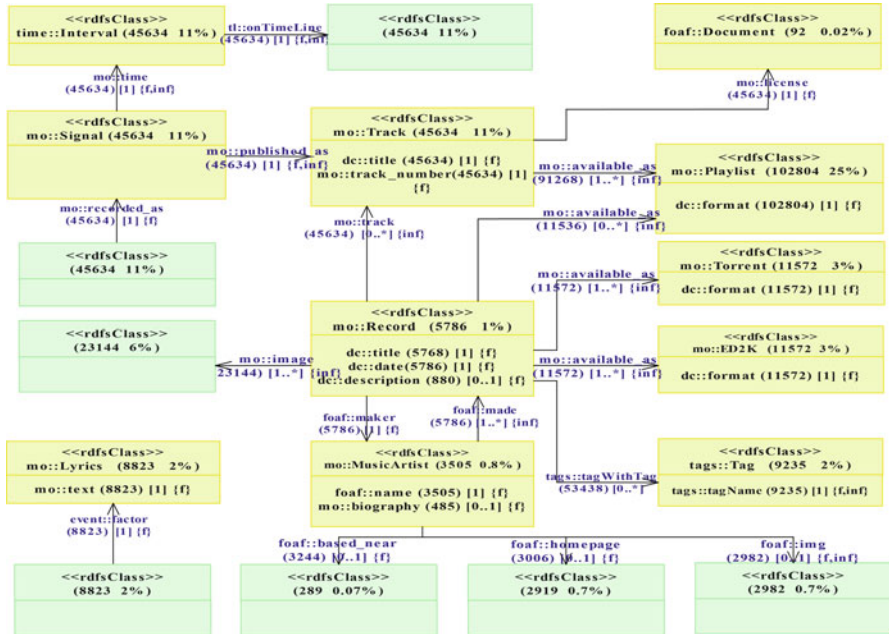 <<rdfsClass>>
time::Interval (45634 11%)
tl::onTimeLine
(45634) [1] {f,inf}
<<rdfsClass>>
(45634 11%)
<<rdfsClass>>
foaf::Document (92 0.02%)
mo::time
(45634) [1] {f,inf}
mo::license
(45634) [1] {f}
<<rdfsClass>>
mo::Signal (45634 11%)
mo::published_as
(45634) [1] {f,inf}
<<rdfsClass>>
mo::Track (45634 11%)
dc::title (45634) [1] {f}
mo::track_number(45634) [1]
{f}
mo::available_as
(91268) [1..*] {inf}
<<rdfsClass>>
mo::Playlist (102804 25%)
dc::format (102804) [1] {f}
mo::recorded_as
(45634) [1] {f}
mo::track
(45634) [0..*] {inf}
mo::available_as
(11536) [0..*] {inf}
<<rdfsClass>>
(45634 11%)
mo::available_as
(11572) [1..*] {inf}
<<rdfsClass>>
mo::Torrent (11572 3%)
dc::format (11572) [1] {f}
<<rdfsClass>>
(23144 6%)
mo::image
23144) [1..*] {inf}
<<rdfsClass>>
mo::Record (5786 1%)
dc::title (5768) [1] {f}
dc::date(5786) [1] {f}
dc::description (880) [0..1] {f}
mo::available_as
(11572) [1..*] {inf}
<<rdfsClass>>
mo::ED2K (11572 3%)
dc::format (11572) [1] {f}
foaf::maker
(5786) [1] {f}
foaf::made
(5786) [1..*] {inf}
<<rdfsClass>>
mo::Lyrics (8823 2%)
mo::text (8823) [1] {f}
<<rdfsClass>>
mo::MusicArtist (3505 0.8%)
foaf::name (3505) [1] {f}
mo::biography (485) [0..1] {f}
tags::tagWithTag
(53438) [0..*]
<<rdfsClass>>
tags::Tag (9235 2%)
tags::tagName (9235) [1] {f,inf}
event::factor
(8823) [1] {f}
foaf::based_near
(3244) [0..1] {f}
foaf::homepage
(3006) [0..1] {f}
foaf::img
(2982) [0..1] {f,inf}
<<rdfsClass>>
(8823 2%)
<<rdfsClass>>
(289 0.07%)
<<rdfsClass>>
(2919 0.7%)
<<rdfsClass>>
(2982 0.7%)